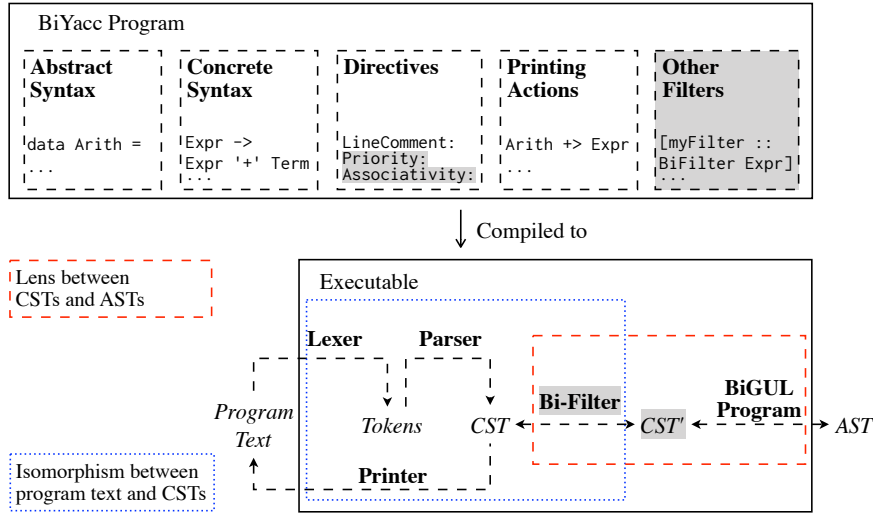 BiYacc Program
Abstract
Syntax
data Arith =
...
Concrete
Syntax
Expr ->
Expr '+' Term
...
Directives
LineComment:
Priority:
Associativity:
Printing
Actions
Arith +> Expr
...
Other
Filters
[myFilter ::
BiFilter Expr]
...
Compiled to
Lens between
CSTs and ASTs
Executable
Lexer
Parser
Bi-Filter
BiGUL
Program
Program
Text
Tokens
CST
CST'
AST
Printer
Isomorphism between
program text and CSTs